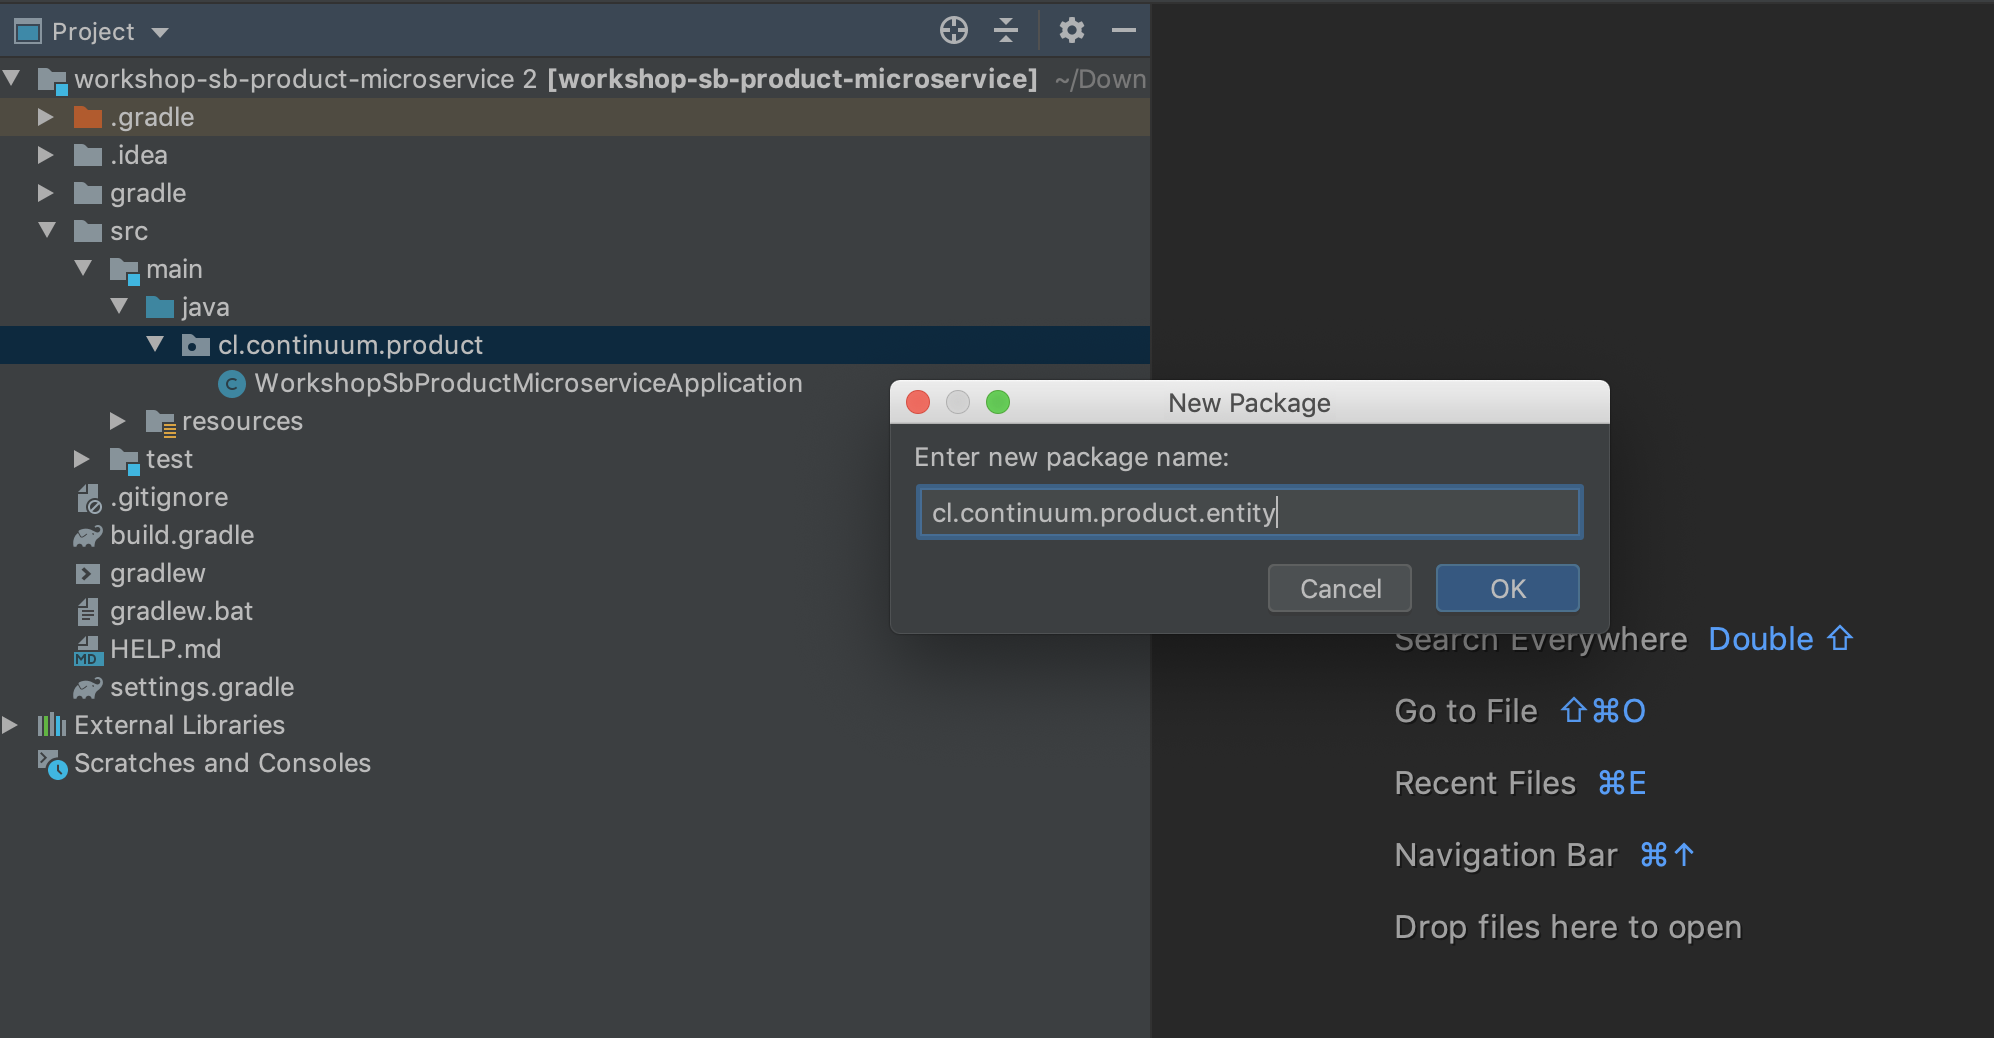 Project
workshop-sb-product-microservice 2 [workshop-sb-product-microservice] ~/Down
.gradle
.idea
gradle
src
main
java
cl.continuum.product
C WorkshopSbProductMicroserviceApplication
resources
test
.gitignore
build.gradle
gradlew
gradlew.bat
MD HELP.md
settings.gradle
External Libraries
Scratches and Consoles
New Package
Enter new package name:
cl.continuum.product.entity
Cancel OK
Search Everywhere Double ⇧
Go to File ⇧⌘O
Recent Files ⌘E
Navigation Bar ⌘↑
Drop files here to open